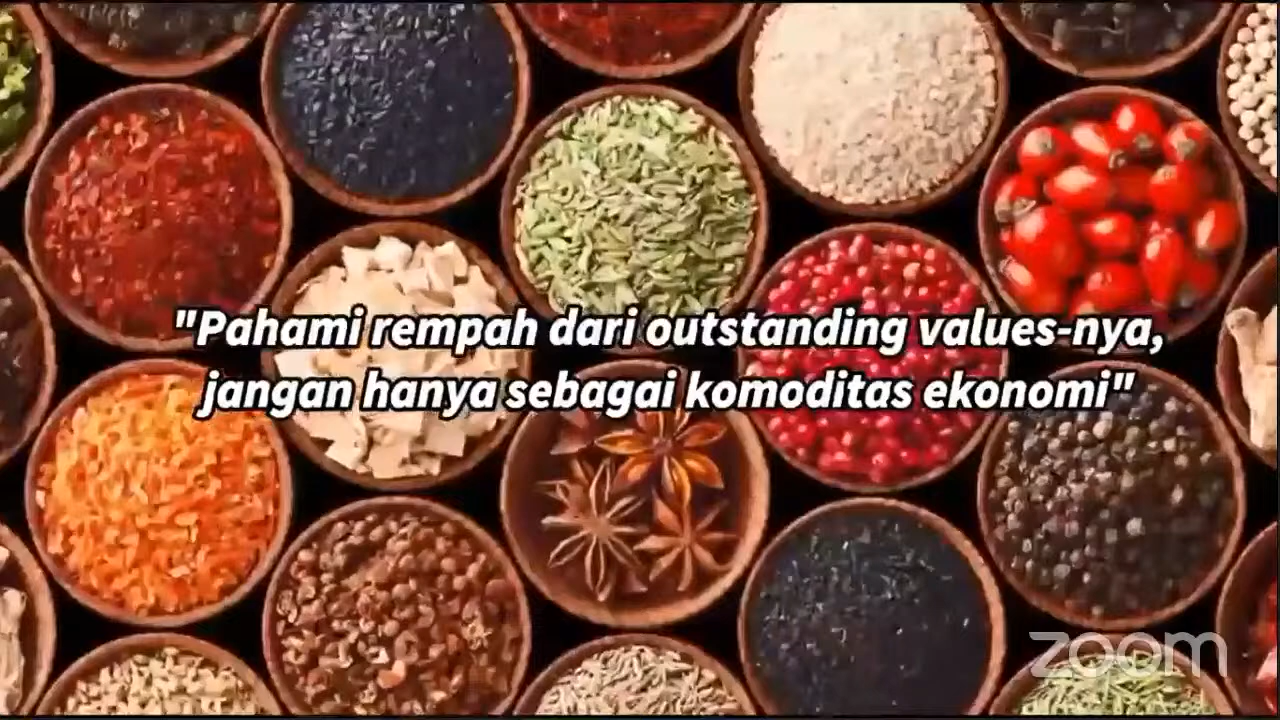 "Pahami rempah dari outstanding values-nya,
jangan hanya sebagai komoditas ekonomi"
zoom